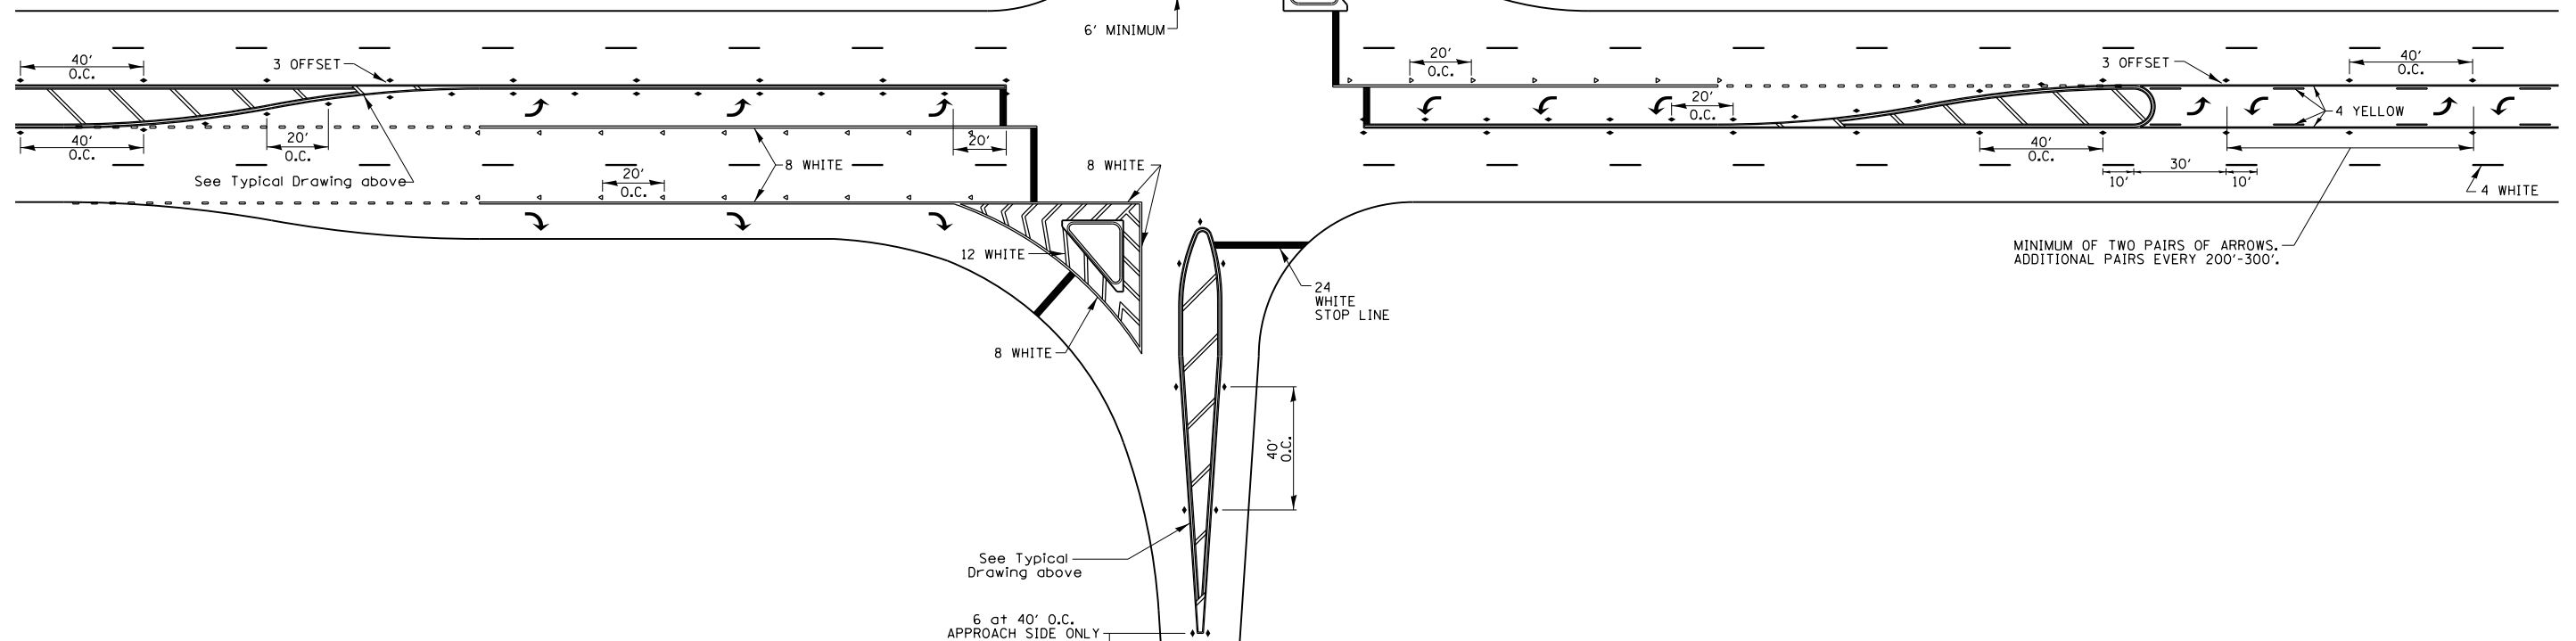 6' MINIMUM
40'
O.C.
3 OFFSET
20'
O.C.
3 OFFSET
40'
O.C.
20'
O.C.
4 YELLOW
40'
O.C.
20'
O.C.
20'
40'
O.C.
See Typical Drawing above
20'
O.C.
8 WHITE
8 WHITE
10'
30'
10'
4 WHITE
12 WHITE
MINIMUM OF TWO PAIRS OF ARROWS.
ADDITIONAL PAIRS EVERY 200'-300'.
24
WHITE
STOP LINE
8 WHITE
40'
O.C.
See Typical
Drawing above
6 at 40' O.C.
APPROACH SIDE ONLY